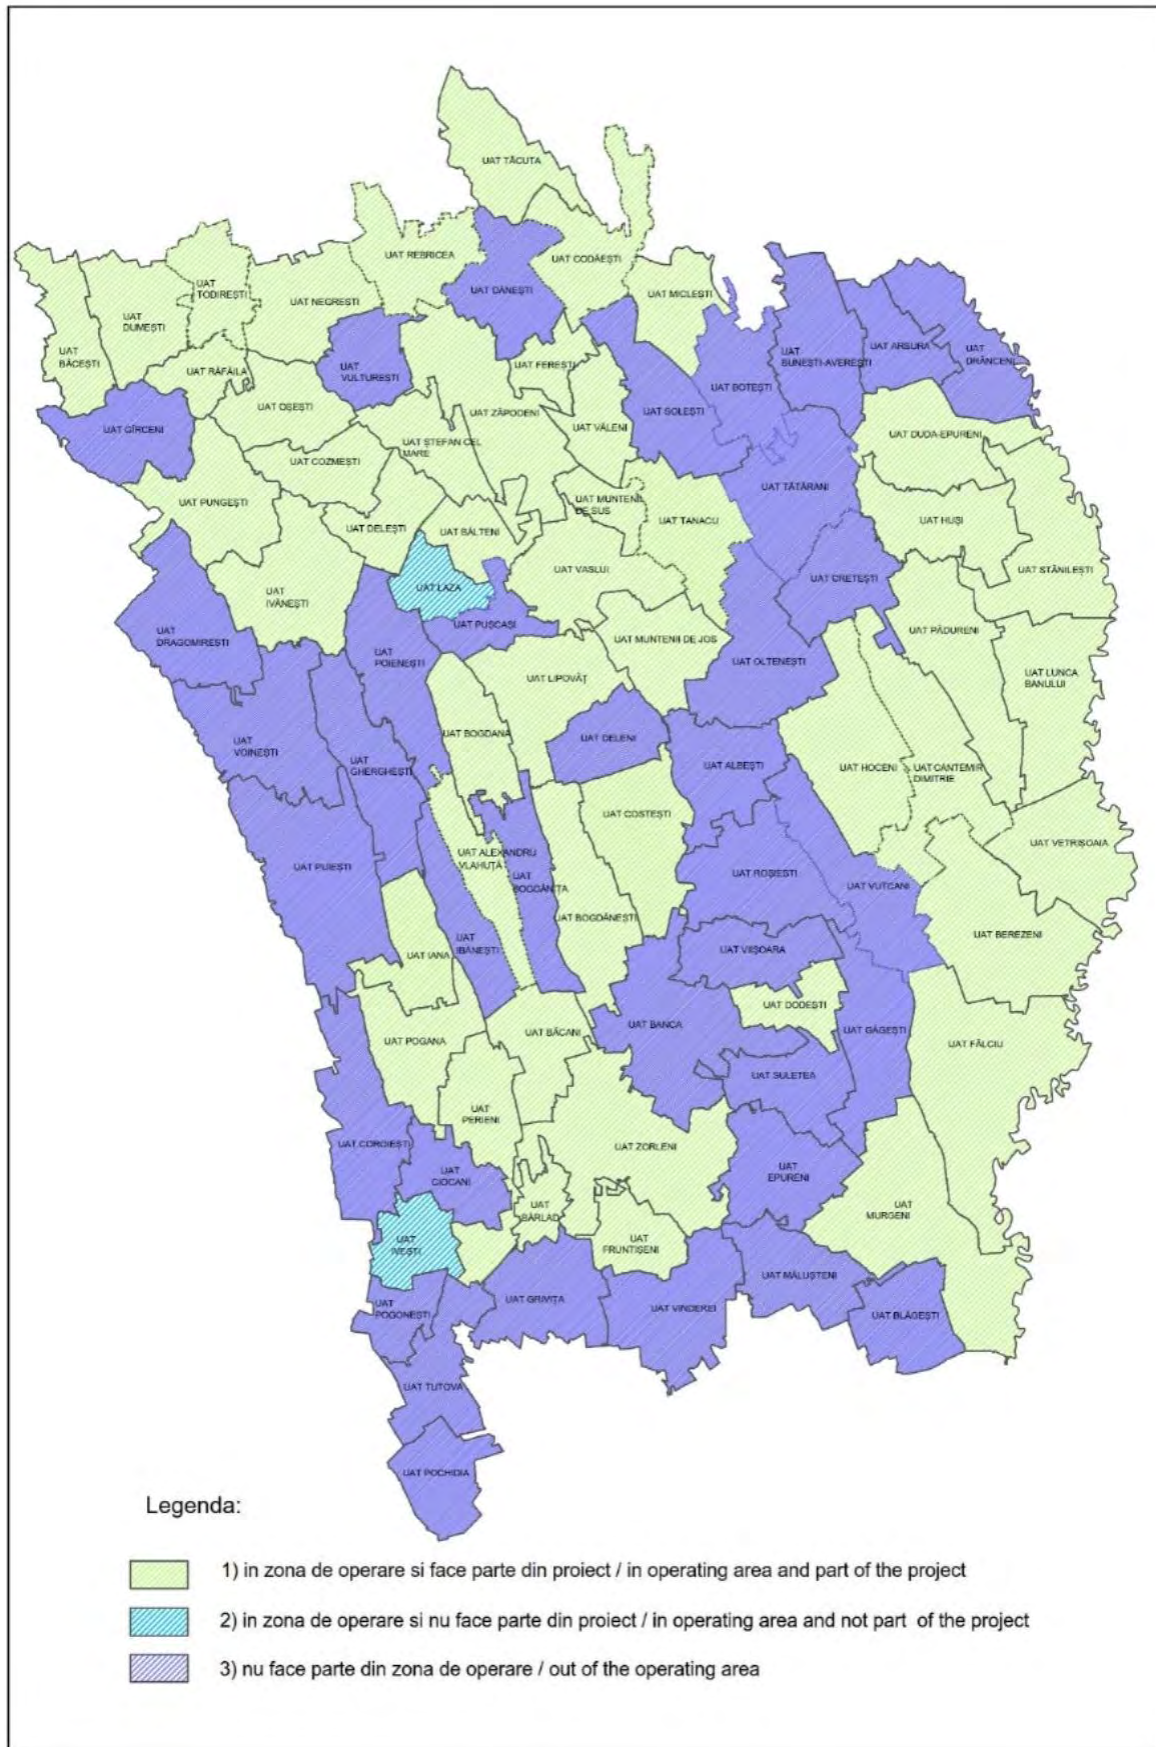 UAT TĂCUTA
UAT REBRICEA
UAT CODĂEȘTI
UAT
TODIREȘTI
UAT DĂNEȘTI
UAT MICLEȘTI
UAT NEGREȘTI
UAT
DUMEȘTI
UAT ARSURA
UAT
DRÂNCENI
UAT
BĂCEȘTI
UAT
BUNEȘTI-AVEREȘTI
UAT RAFAILA
UAT
VULTUREȘTI
UAT FEREȘTI
UAT BOTEȘTI
UAT OȘEȘTI
UAT ZĂPODENI
UAT SOLEȘTI
UAT GÎRCENI
UAT VĂLENI
UAT DUDA-EPURENI
UAT ȘTEFAN CEL
MARE
UAT COZMEȘTI
UAT TĂTĂRANI
UAT PUNGEȘTI
UAT MUNTENII
DE SUS
UAT TANACU
UAT HUȘI
UAT DELEȘTI
UAT BĂLTENI
UAT VASLUI
UAT STĂNILEȘTI
UAT CREȚEȘTI
UAT LAZA
UAT
IVĂNEȘTI
UAT PUȘCAȘI
UAT
DRAGOMIREȘTI
UAT MUNTENII DE JOS
UAT PĂDURENI
UAT
POIENEȘTI
UAT OLTENEȘTI
UAT LUNCA
BANULUI
UAT LIPOVĂȚ
UAT BOGDANA
UAT DELENI
UAT
VOINEȘTI
UAT
GHERGHEȘTI
UAT ALBEȘTI
UAT HOCENI
UAT CANTEMIR
DIMITRIE
UAT COSTEȘTI
UAT VETRIȘOAIA
UAT ALEXANDRU
VLAHUȚĂ
UAT PUIEȘTI
UAT
BOGDĂNIȚA
UAT ROȘIEȘTI
UAT VUTCANI
UAT BOGDĂNEȘTI
UAT BEREZENI
UAT
IBĂNEȘTI
UAT VIIȘOARA
UAT IANA
UAT DODEȘTI
UAT BANCA
UAT BĂCANI
UAT GĂGEȘTI
UAT POGANA
UAT FĂLCIU
UAT SULETEA
UAT
PERIENI
UAT COROIEȘTI
UAT ZORLENI
UAT
CIOCANI
UAT
EPURENI
UAT
BÂRLAD
UAT
MURGENI
UAT
IVEȘTI
UAT
FRUNTIȘENI
UAT MĂLUȘTENI
UAT GRIVIȚA
UAT
POGONEȘTI
UAT VINDEREI
UAT BLĂGEȘTI
UAT TUTOVA
UAT POCHIDIA
Legenda:
1) in zona de operare si face parte din proiect / in operating area and part of the project
2) in zona de operare si nu face parte din proiect / in operating area and not part of the project
3) nu face parte din zona de operare / out of the operating area